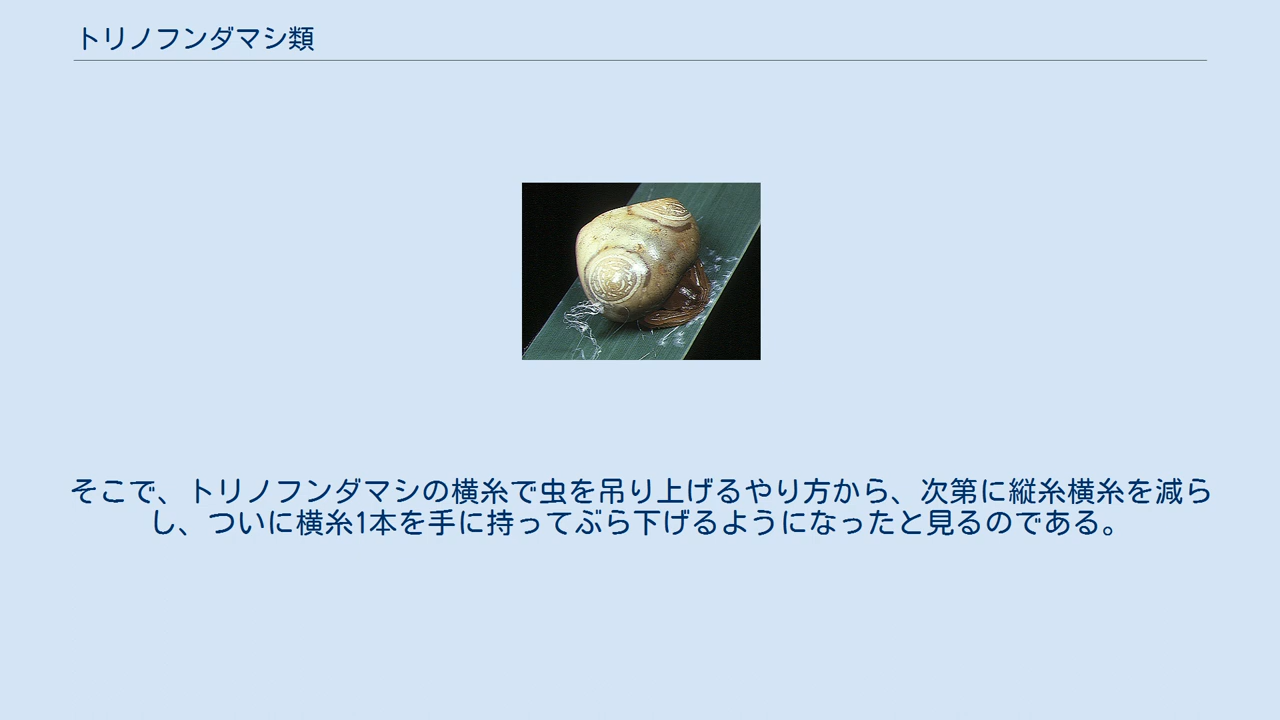 トリノフンダマシ類
そこで、トリノフンダマシの横糸で虫を吊り上げるやり方から、次第に縦糸横糸を減ら
し、ついに横糸1本を手に持ってぶら下げるようになったと見るのである。